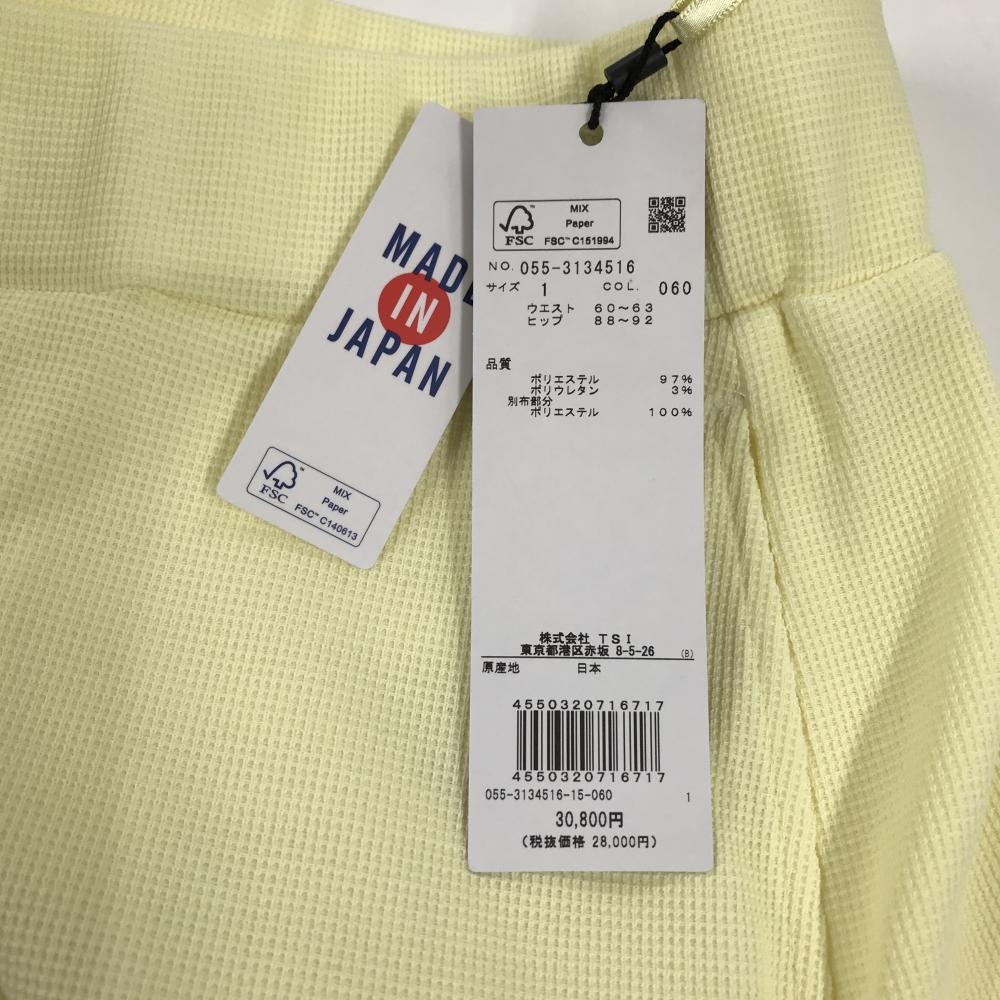 MADE
IN
JAPAN
FSC™
MIX
Paper
FSC™ C140613
FSC™
MIX
Paper
FSC™ C151994
NO. 055-3134516
サイズ 1 COL. 060
ウエスト 60〜63
ヒップ 88〜92
品質
ポリエステル 97%
ポリウレタン 3%
別布部分
ポリエステル 100%
株式会社 TSI
東京都港区赤坂 8-5-26 (B)
原産地 日本
4550320716717
4550320716717
055-3134516-15-060 1
30,800円
(税抜価格 28,000円)